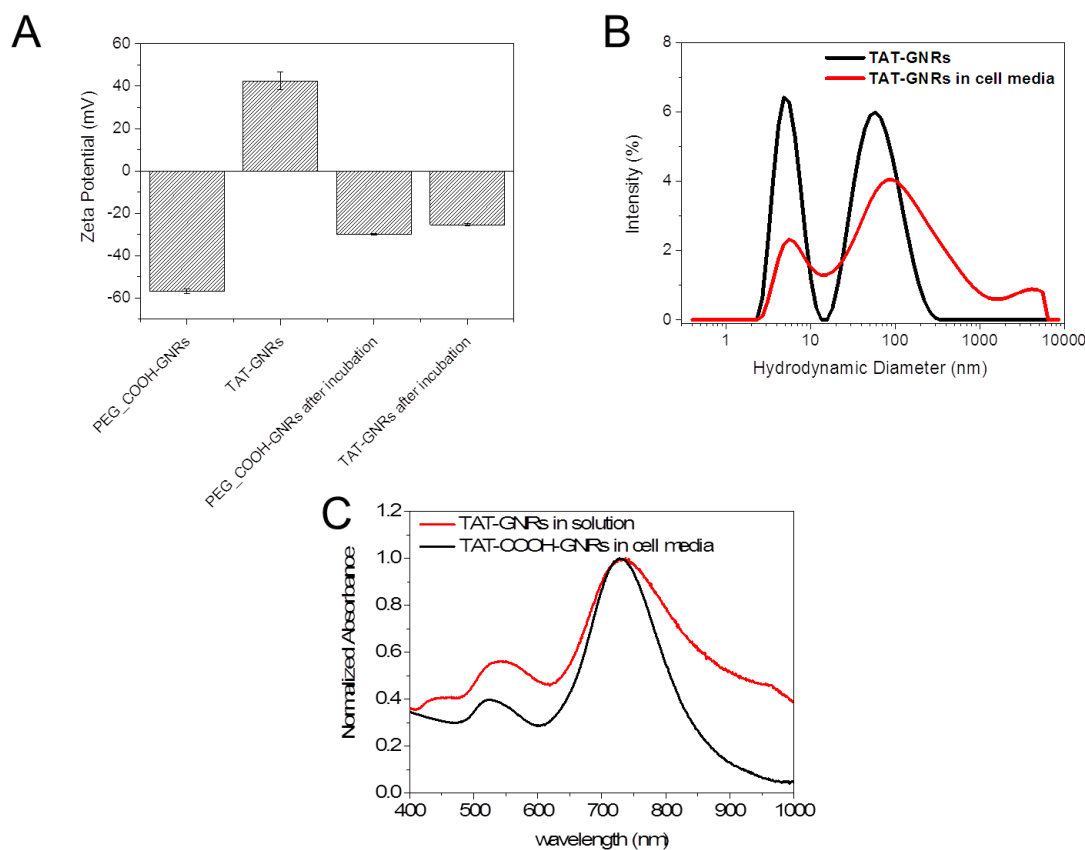 A
Zeta Potential (mV)
60
40
20
0
-20
-40
-60
PEG_COOH-GNRs
TAT-GNRs
PEG_COOH-GNRs after incubation
TAT-GNRs after incubation
B
TAT-GNRs
TAT-GNRs in cell media
Intensity (%)
8
6
4
2
0
1 10 100 1000 10000
Hydrodynamic Diameter (nm)
C
TAT-GNRs in solution
TAT-COOH-GNRs in cell media
Normalized Absorbance
1.2
1.0
0.8
0.6
0.4
0.2
0.0
400 500 600 700 800 900 1000
wavelength (nm)